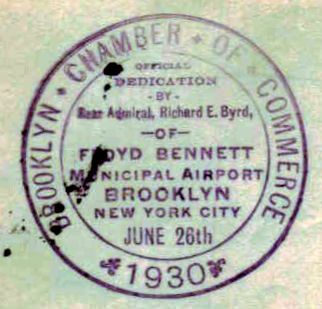 BROOKLYN • CHAMBER • OF • COMMERCE
OFFICIAL
DEDICATION
-BY-
Rear Admiral, Richard E. Byrd,
—OF—
FLOYD BENNETT
MUNICIPAL AIRPORT
BROOKLYN
NEW YORK CITY
JUNE 26th
1930